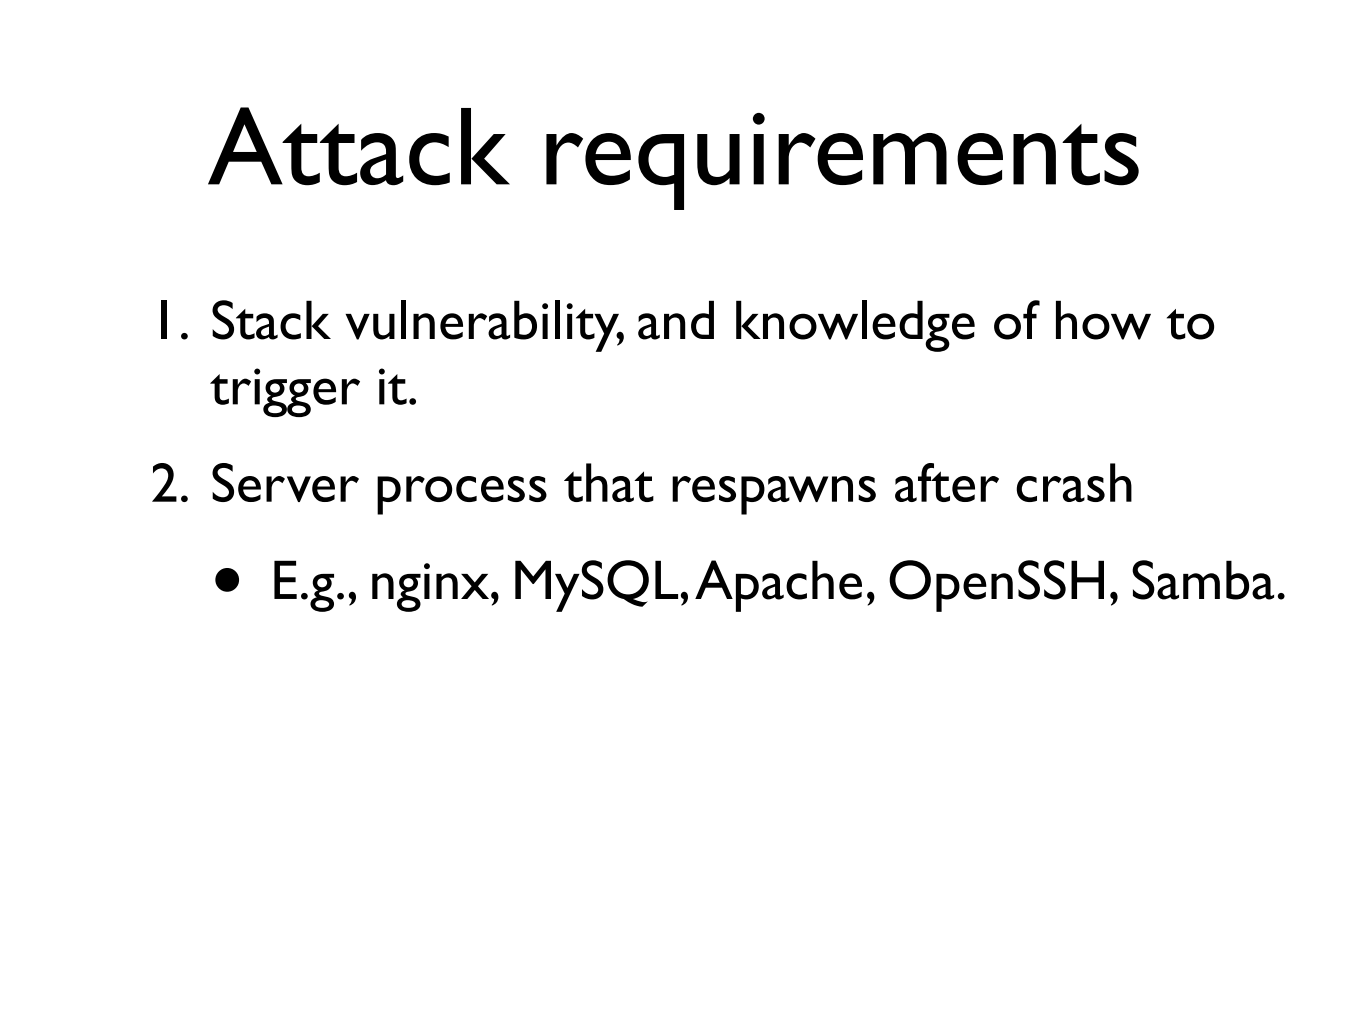 Attack requirements
1. Stack vulnerability, and knowledge of how to
trigger it.
2. Server process that respawns after crash
• E.g., nginx, MySQL, Apache, OpenSSH, Samba.